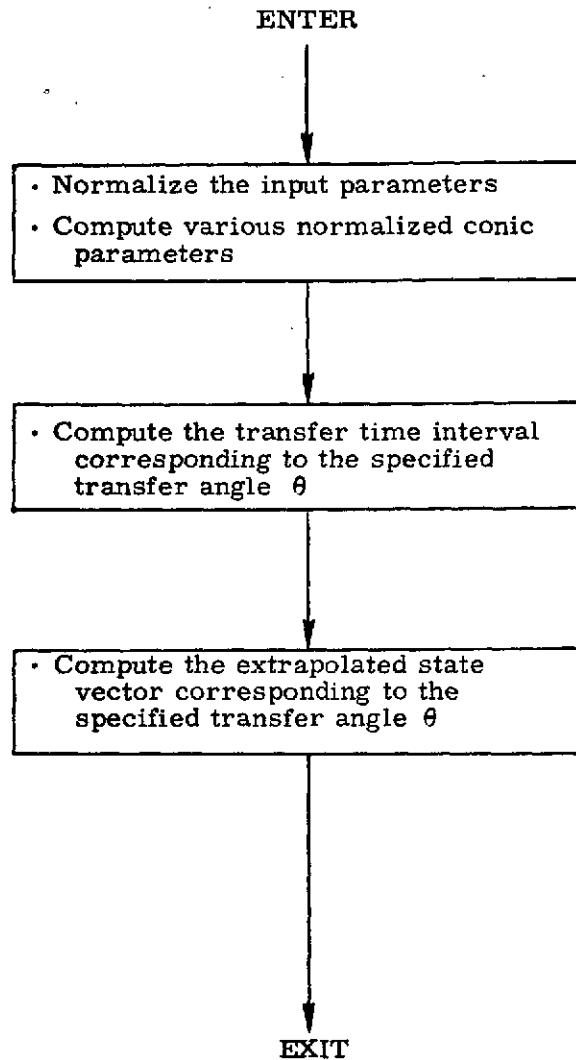 ENTER
· Normalize the input parameters
· Compute various normalized conic
parameters
· Compute the transfer time interval
corresponding to the specified
transfer angle θ
· Compute the extrapolated state
vector corresponding to the
specified transfer angle θ
EXIT